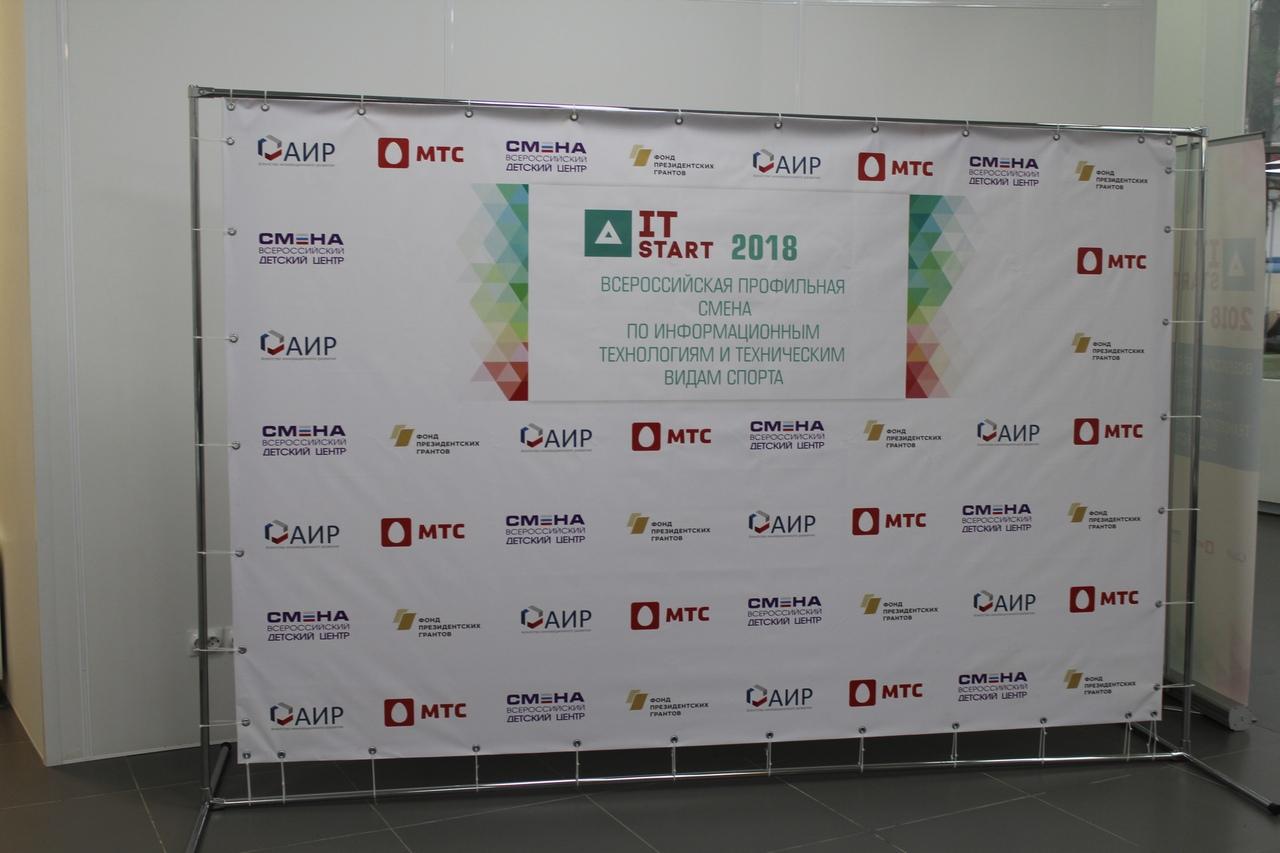 АИР
МТС
СМЕНА
ВСЕРОССИЙСКИЙ
ДЕТСКИЙ ЦЕНТР
ФОНД
ПРЕЗИДЕНТСКИХ
ГРАНТОВ
АИР
МТС
СМЕНА
ВСЕРОССИЙСКИЙ
ДЕТСКИЙ ЦЕНТР
ФОНД
ПРЕЗИДЕНТСКИХ
ГРАНТОВ
IT
START 2018
ВСЕРОССИЙСКАЯ ПРОФИЛЬНАЯ
СМЕНА
ПО ИНФОРМАЦИОННЫМ
ТЕХНОЛОГИЯМ И ТЕХНИЧЕСКИМ
ВИДАМ СПОРТА
СМЕНА
ВСЕРОССИЙСКИЙ
ДЕТСКИЙ ЦЕНТР
МТС
АИР
ФОНД
ПРЕЗИДЕНТСКИХ
ГРАНТОВ
СМЕНА
ВСЕРОССИЙСКИЙ
ДЕТСКИЙ ЦЕНТР
ФОНД
ПРЕЗИДЕНТСКИХ
ГРАНТОВ
АИР
МТС
СМЕНА
ВСЕРОССИЙСКИЙ
ДЕТСКИЙ ЦЕНТР
ФОНД
ПРЕЗИДЕНТСКИХ
ГРАНТОВ
АИР
МТС
АИР
МТС
СМЕНА
ВСЕРОССИЙСКИЙ
ДЕТСКИЙ ЦЕНТР
ФОНД
ПРЕЗИДЕНТСКИХ
ГРАНТОВ
АИР
МТС
СМЕНА
ВСЕРОССИЙСКИЙ
ДЕТСКИЙ ЦЕНТР
ФОНД
ПРЕЗИДЕНТСКИХ
ГРАНТОВ
СМЕНА
ВСЕРОССИЙСКИЙ
ДЕТСКИЙ ЦЕНТР
ФОНД
ПРЕЗИДЕНТСКИХ
ГРАНТОВ
АИР
МТС
СМЕНА
ВСЕРОССИЙСКИЙ
ДЕТСКИЙ ЦЕНТР
ФОНД
ПРЕЗИДЕНТСКИХ
ГРАНТОВ
АИР
МТС
АИР
МТС
СМЕНА
ВСЕРОССИЙСКИЙ
ДЕТСКИЙ ЦЕНТР
ФОНД
ПРЕЗИДЕНТСКИХ
ГРАНТОВ
АИР
МТС
СМЕНА
ВСЕРОССИЙСКИЙ
ДЕТСКИЙ ЦЕНТР
ФОНД
ПРЕЗИДЕНТСКИХ
ГРАНТОВ
IT
START
2018